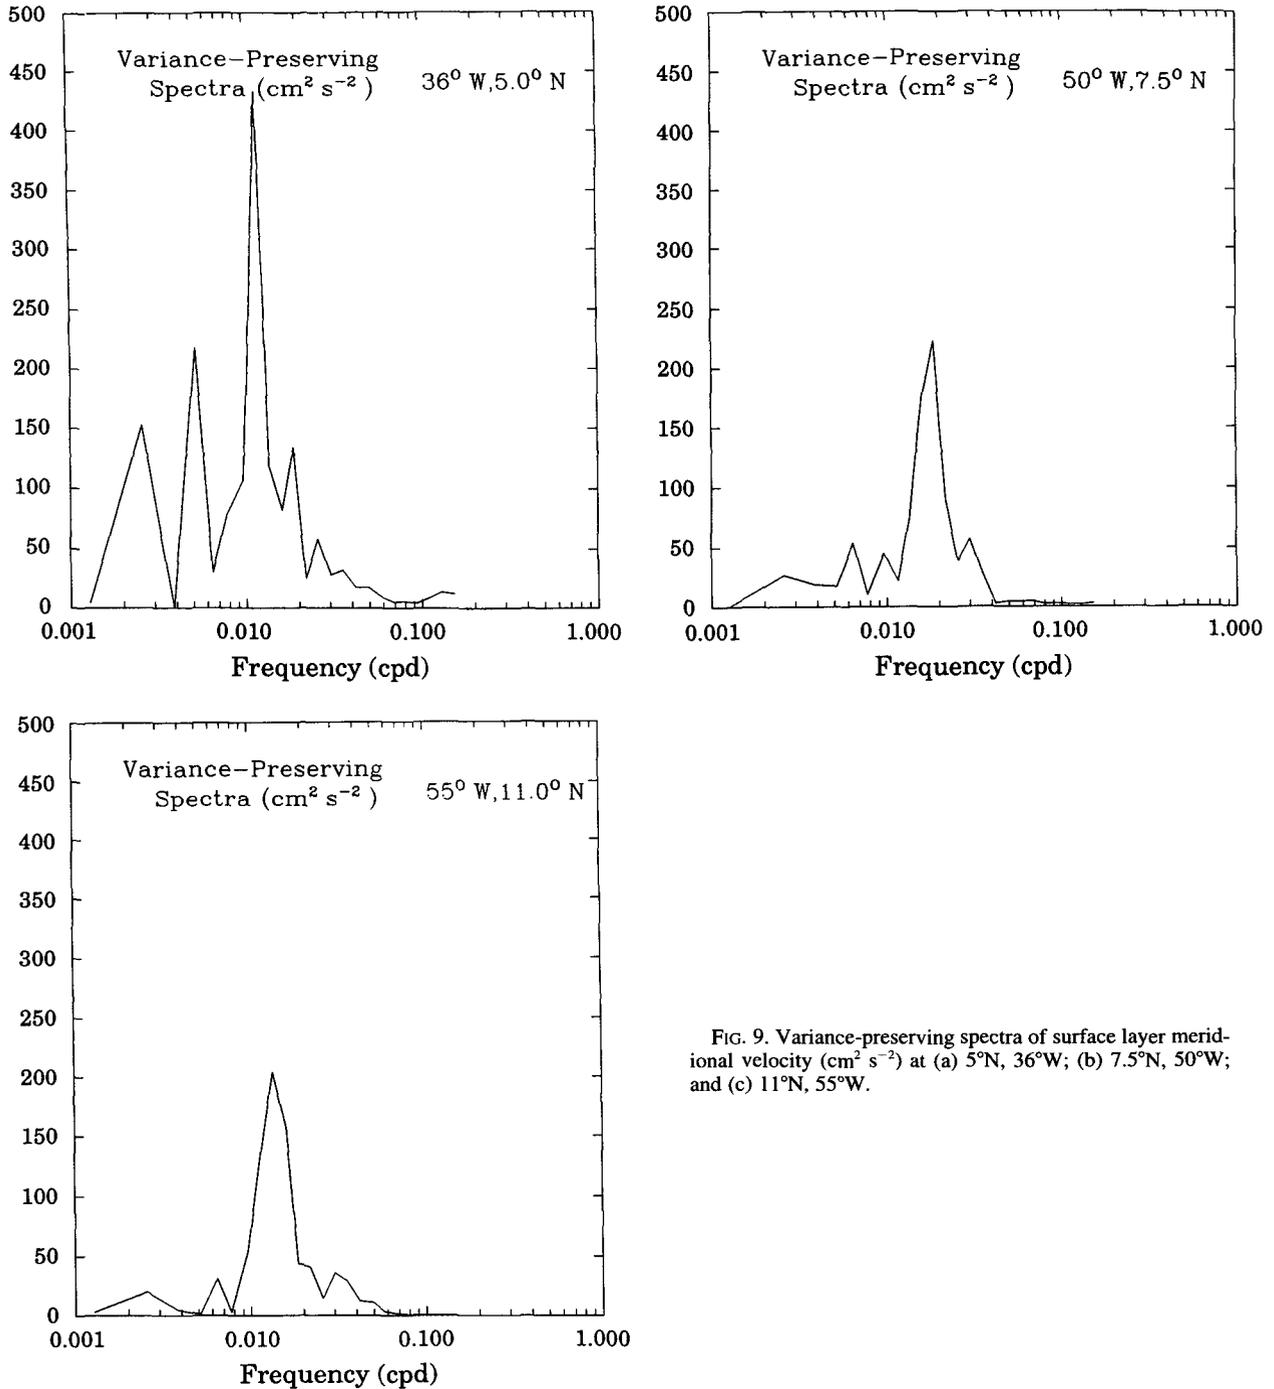 500
450
400
350
300
250
200
150
100
50
0
Variance-Preserving
Spectra (cm² s⁻²)
36° W,5.0° N
0.001 0.010 0.100 1.000
Frequency (cpd)
500
450
400
350
300
250
200
150
100
50
0
Variance-Preserving
Spectra (cm² s⁻²)
50° W,7.5° N
0.001 0.010 0.100 1.000
Frequency (cpd)
500
450
400
350
300
250
200
150
100
50
0
Variance-Preserving
Spectra (cm² s⁻²)
55° W,11.0° N
0.001 0.010 0.100 1.000
Frequency (cpd)
FIG. 9. Variance-preserving spectra of surface layer merid-
ional velocity (cm² s⁻²) at (a) 5°N, 36°W; (b) 7.5°N, 50°W;
and (c) 11°N, 55°W.